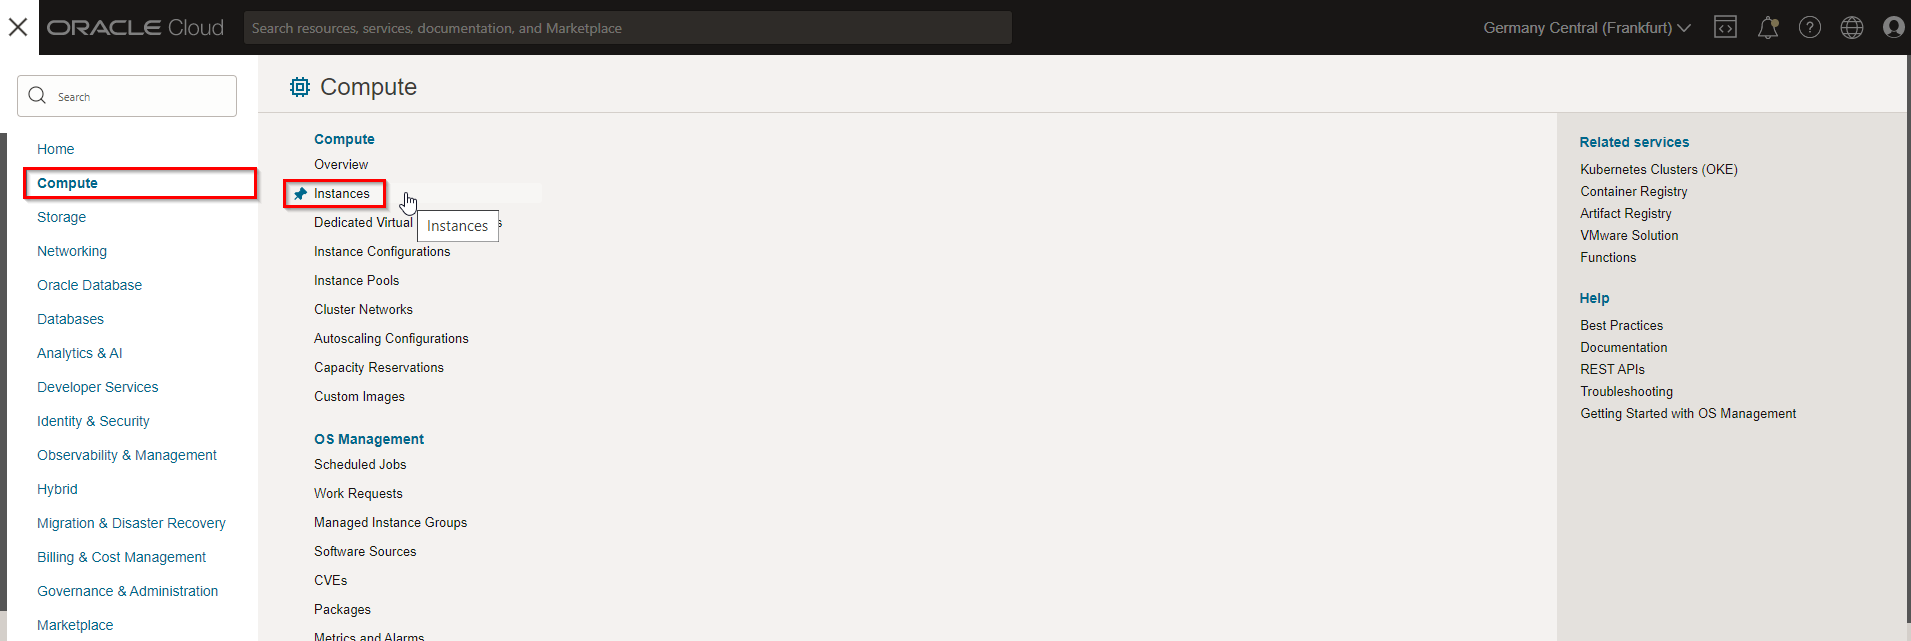 ORACLE Cloud
Search resources, services, documentation, and Marketplace
Germany Central (Frankfurt)
Search
Home
Compute
Storage
Networking
Oracle Database
Databases
Analytics & AI
Developer Services
Identity & Security
Observability & Management
Hybrid
Migration & Disaster Recovery
Billing & Cost Management
Governance & Administration
Marketplace
Compute
Compute
Overview
Instances
Dedicated Virtual
Instances
Instance Configurations
Instance Pools
Cluster Networks
Autoscaling Configurations
Capacity Reservations
Custom Images
OS Management
Scheduled Jobs
Work Requests
Managed Instance Groups
Software Sources
CVEs
Packages
Metrics and Alarms
Related services
Kubernetes Clusters (OKE)
Container Registry
Artifact Registry
VMware Solution
Functions
Help
Best Practices
Documentation
REST APIs
Troubleshooting
Getting Started with OS Management